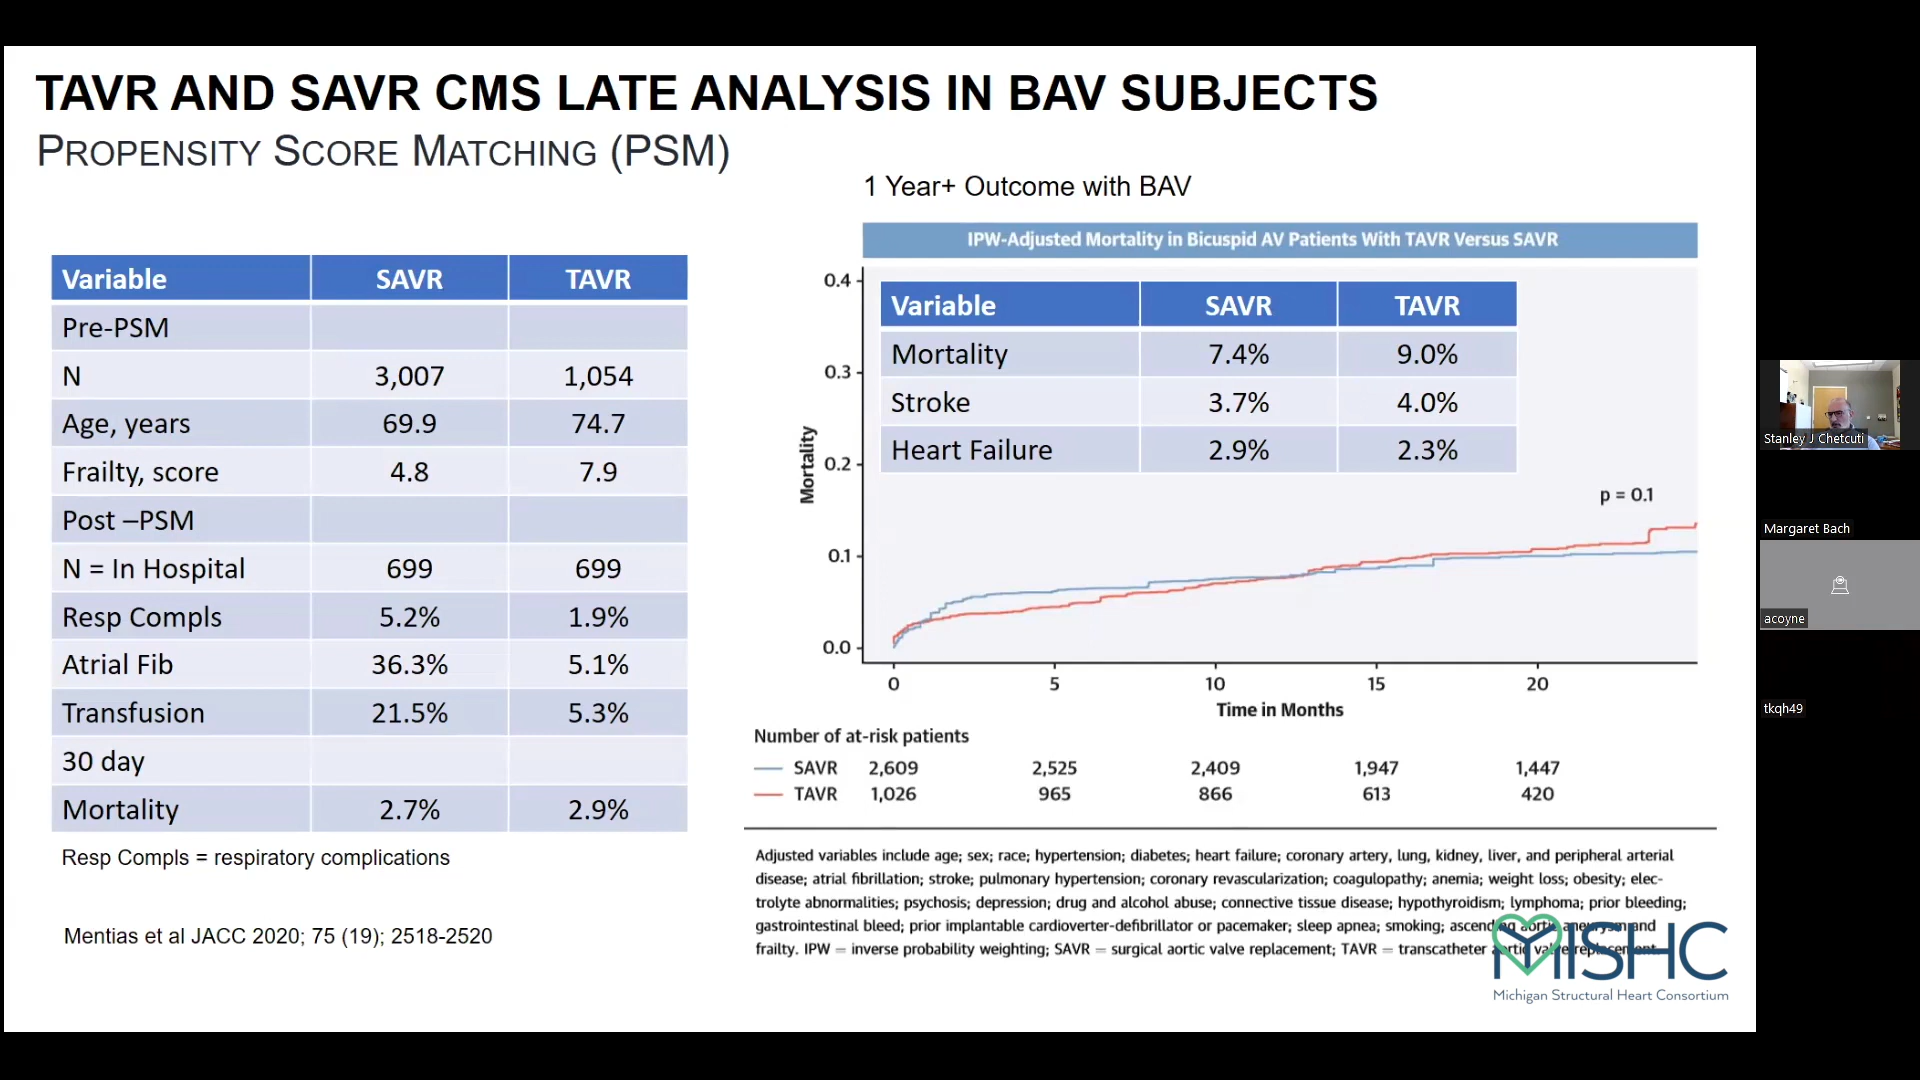 TAVR AND SAVR CMS LATE ANALYSIS IN BAV SUBJECTS
PROPENSITY SCORE MATCHING (PSM)
Variable SAVR TAVR
Pre-PSM
N 3,007 1,054
Age, years 69.9 74.7
Frailty, score 4.8 7.9
Post –PSM
N = In Hospital 699 699
Resp Compls 5.2% 1.9%
Atrial Fib 36.3% 5.1%
Transfusion 21.5% 5.3%
30 day
Mortality 2.7% 2.9%
Resp Compls = respiratory complications
Mentias et al JACC 2020; 75 (19); 2518-2520
1 Year+ Outcome with BAV
IPW-Adjusted Mortality in Bicuspid AV Patients With TAVR Versus SAVR
Variable SAVR TAVR
Mortality 7.4% 9.0%
Stroke 3.7% 4.0%
Heart Failure 2.9% 2.3%
p = 0.1
Mortality
0.4
0.3
0.2
0.1
0.0
0 5 10 15 20
Time in Months
Number of at-risk patients
SAVR 2,609 2,525 2,409 1,947 1,447
TAVR 1,026 965 866 613 420
Adjusted variables include age; sex; race; hypertension; diabetes; heart failure; coronary artery, lung, kidney, liver, and peripheral arterial
disease; atrial fibrillation; stroke; pulmonary hypertension; coronary revascularization; coagulopathy; anemia; weight loss; obesity; elec-
trolyte abnormalities; psychosis; depression; drug and alcohol abuse; connective tissue disease; hypothyroidism; lymphoma; prior bleeding;
gastrointestinal bleed; prior implantable cardioverter-defibrillator or pacemaker; sleep apnea; smoking; ascending aortic aneurysm and
frailty. IPW = inverse probability weighting; SAVR = surgical aortic valve replacement; TAVR = transcatheter aortic valve replacement.
MISHC
Michigan Structural Heart Consortium
Stanley J Chetcuti
Margaret Bach
acoyne
tkqh49